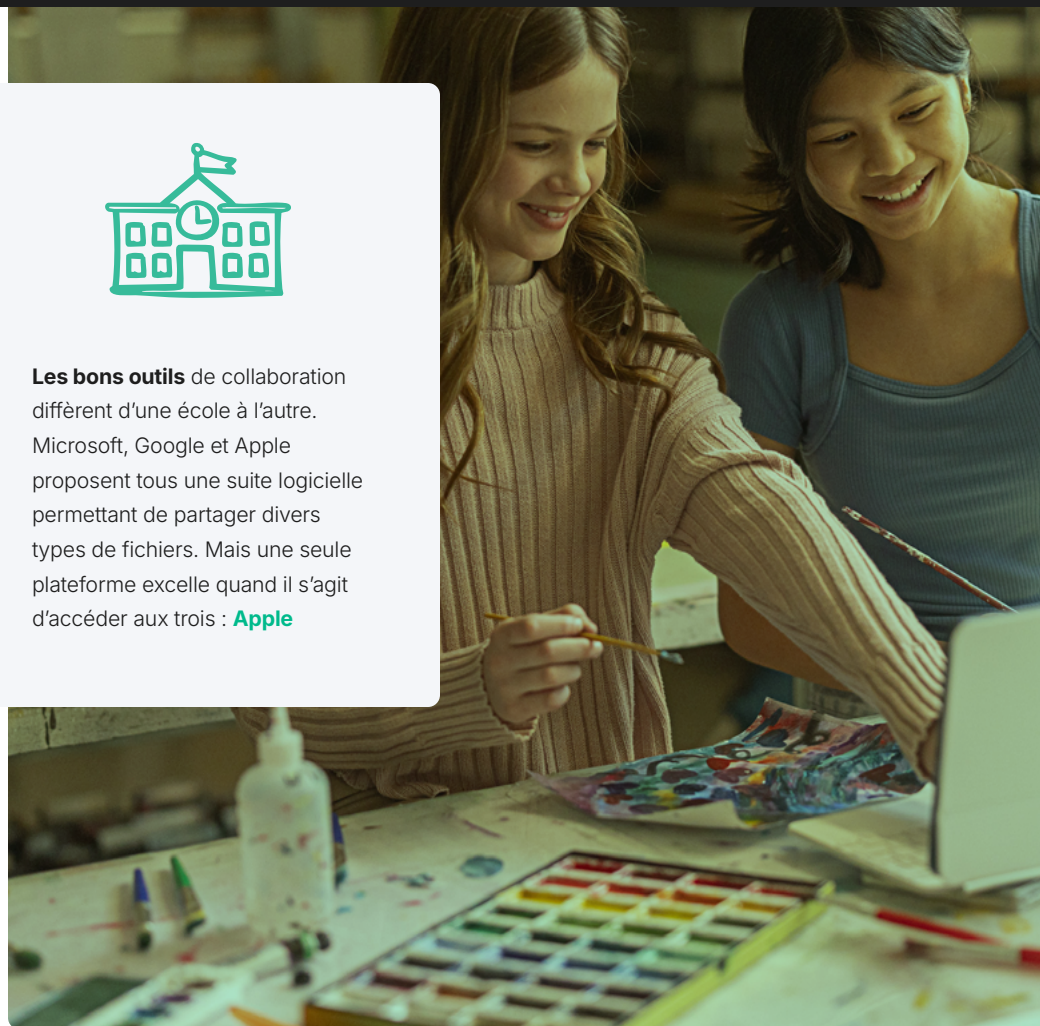 Les bons outils de collaboration
diffèrent d’une école à l’autre.
Microsoft, Google et Apple
proposent tous une suite logicielle
permettant de partager divers
types de fichiers. Mais une seule
plateforme excelle quand il s’agit
d’accéder aux trois : Apple